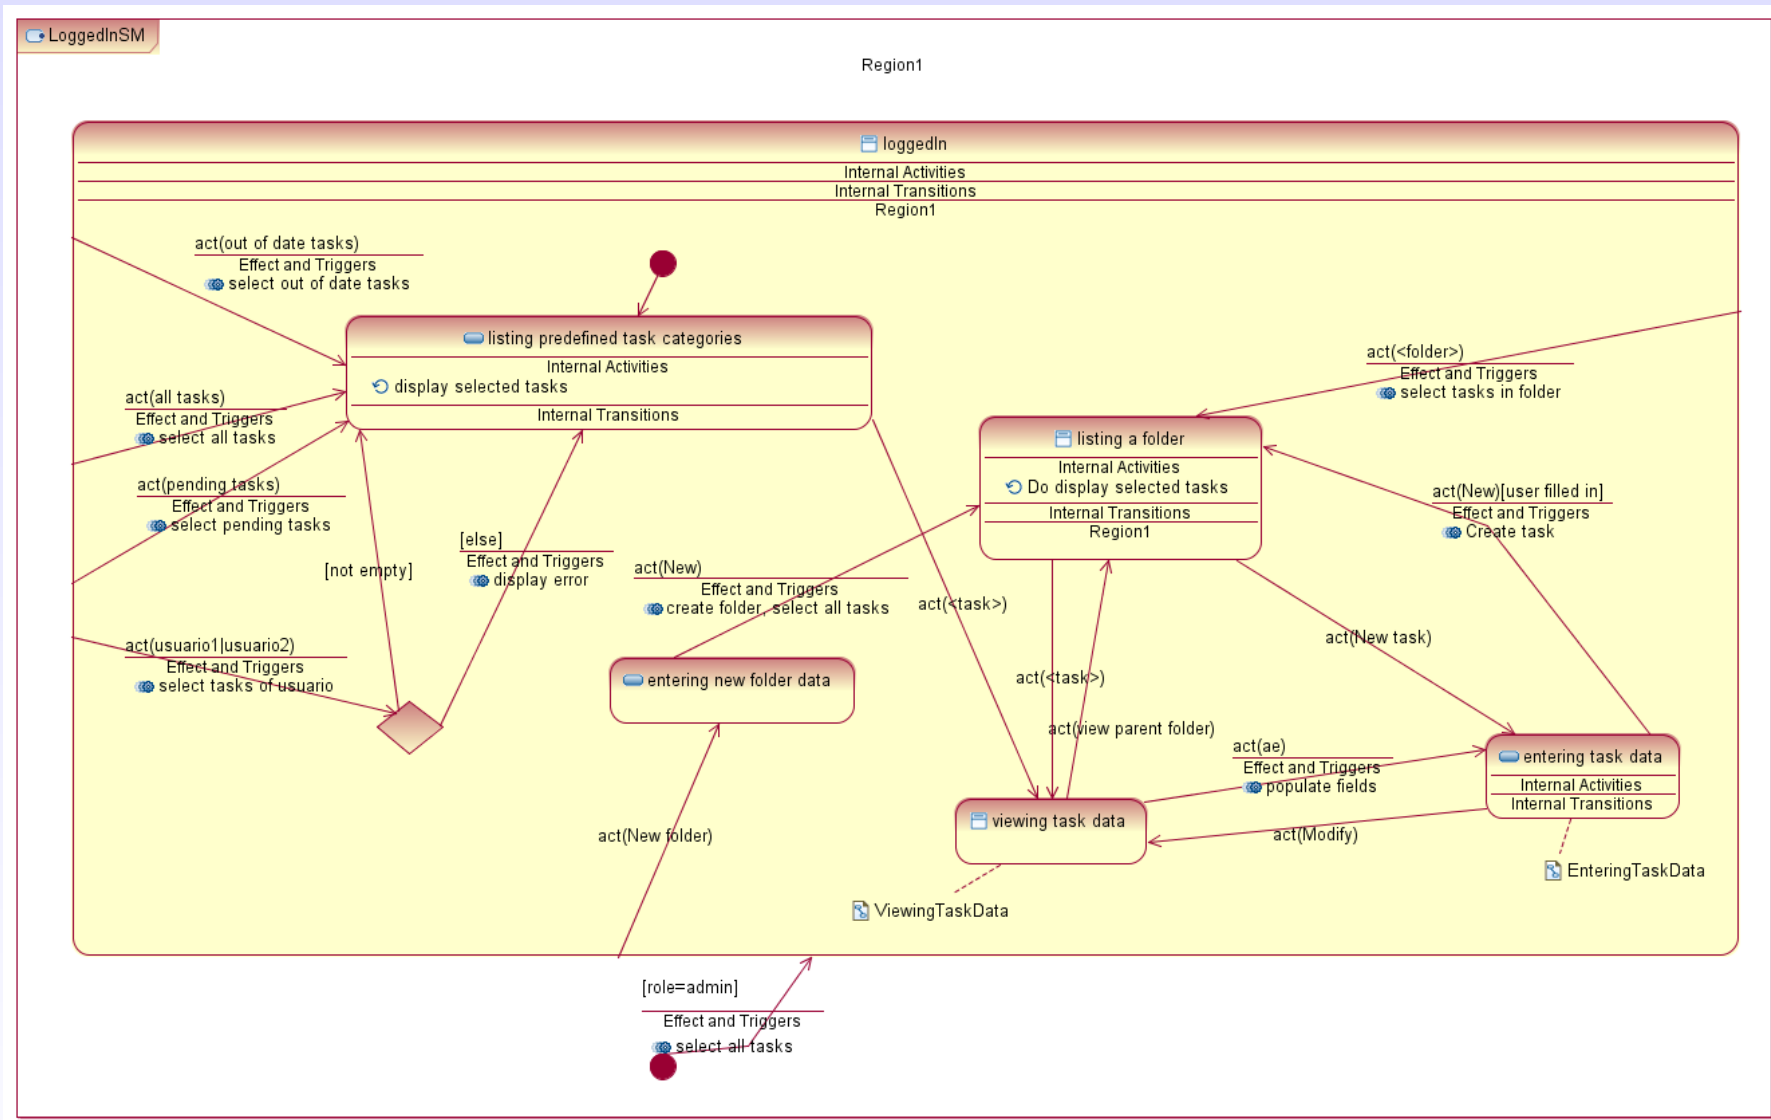 LoggedInSM
Region1
loggedIn
Internal Activities
Internal Transitions
Region1
act(out of date tasks)
Effect and Triggers
select out of date tasks
listing predefined task categories
Internal Activities
display selected tasks
Internal Transitions
act(<folder>)
Effect and Triggers
select tasks in folder
act(all tasks)
Effect and Triggers
select all tasks
listing a folder
Internal Activities
Do display selected tasks
Internal Transitions
Region1
act(pending tasks)
Effect and Triggers
select pending tasks
act(New)[user filled in]
Effect and Triggers
Create task
[not empty]
[else]
Effect and Triggers
display error
act(New)
Effect and Triggers
create folder, select all tasks
act(<task>)
act(New task)
act(usuario1|usuario2)
Effect and Triggers
select tasks of usuario
entering new folder data
act(<task>)
act(view parent folder)
act(ae)
Effect and Triggers
populate fields
entering task data
Internal Activities
Internal Transitions
viewing task data
act(Modify)
act(New folder)
EnteringTaskData
ViewingTaskData
[role=admin]
Effect and Triggers
select all tasks